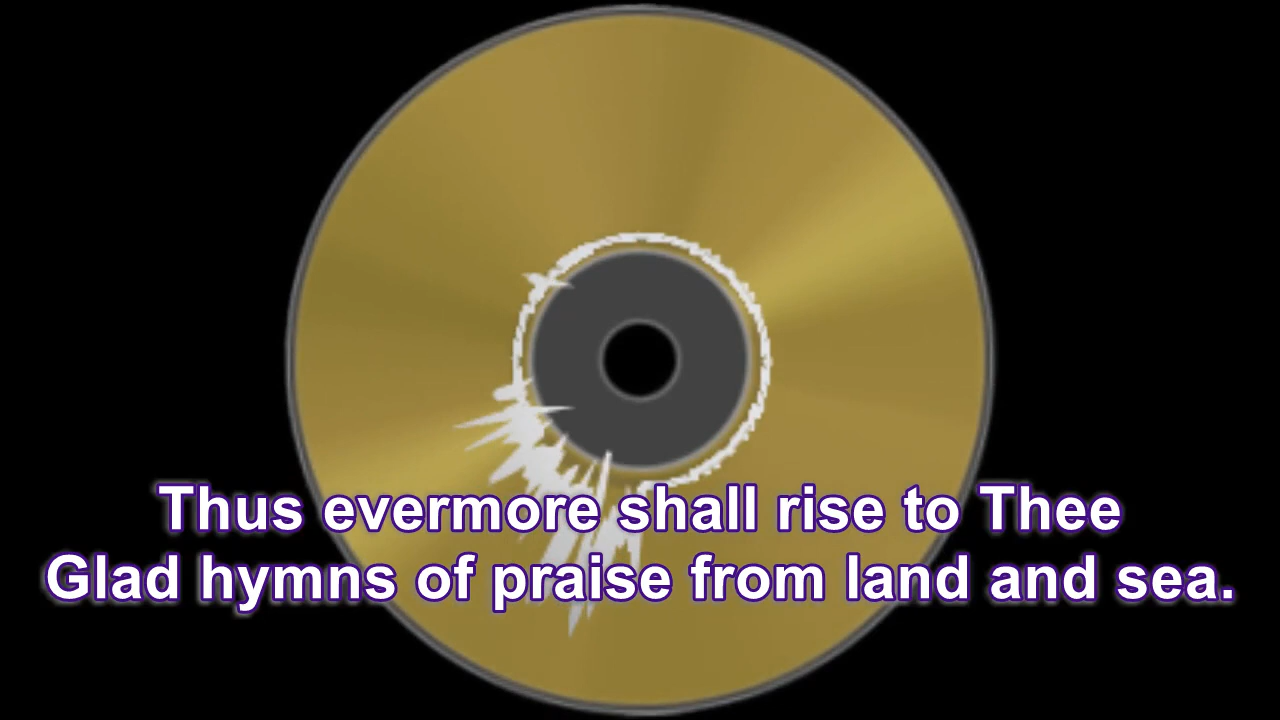 Thus evermore shall rise to Thee
Glad hymns of praise from land and sea.